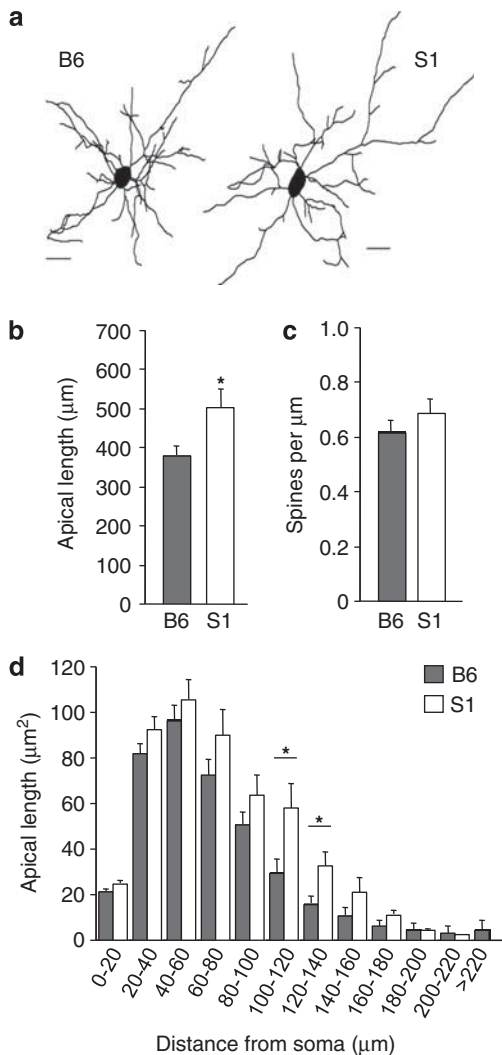 a
B6
S1
b
Apical length (μm)
700
600
500
400
300
200
100
0
*
B6 S1
c
Spines per μm
1.0
0.8
0.6
0.4
0.2
0
B6 S1
d
Apical length (μm²)
120
100
80
60
40
20
0
B6
S1
*
*
0-20
20-40
40-60
60-80
80-100
100-120
120-140
140-160
160-180
180-200
200-220
>220
Distance from soma (μm)